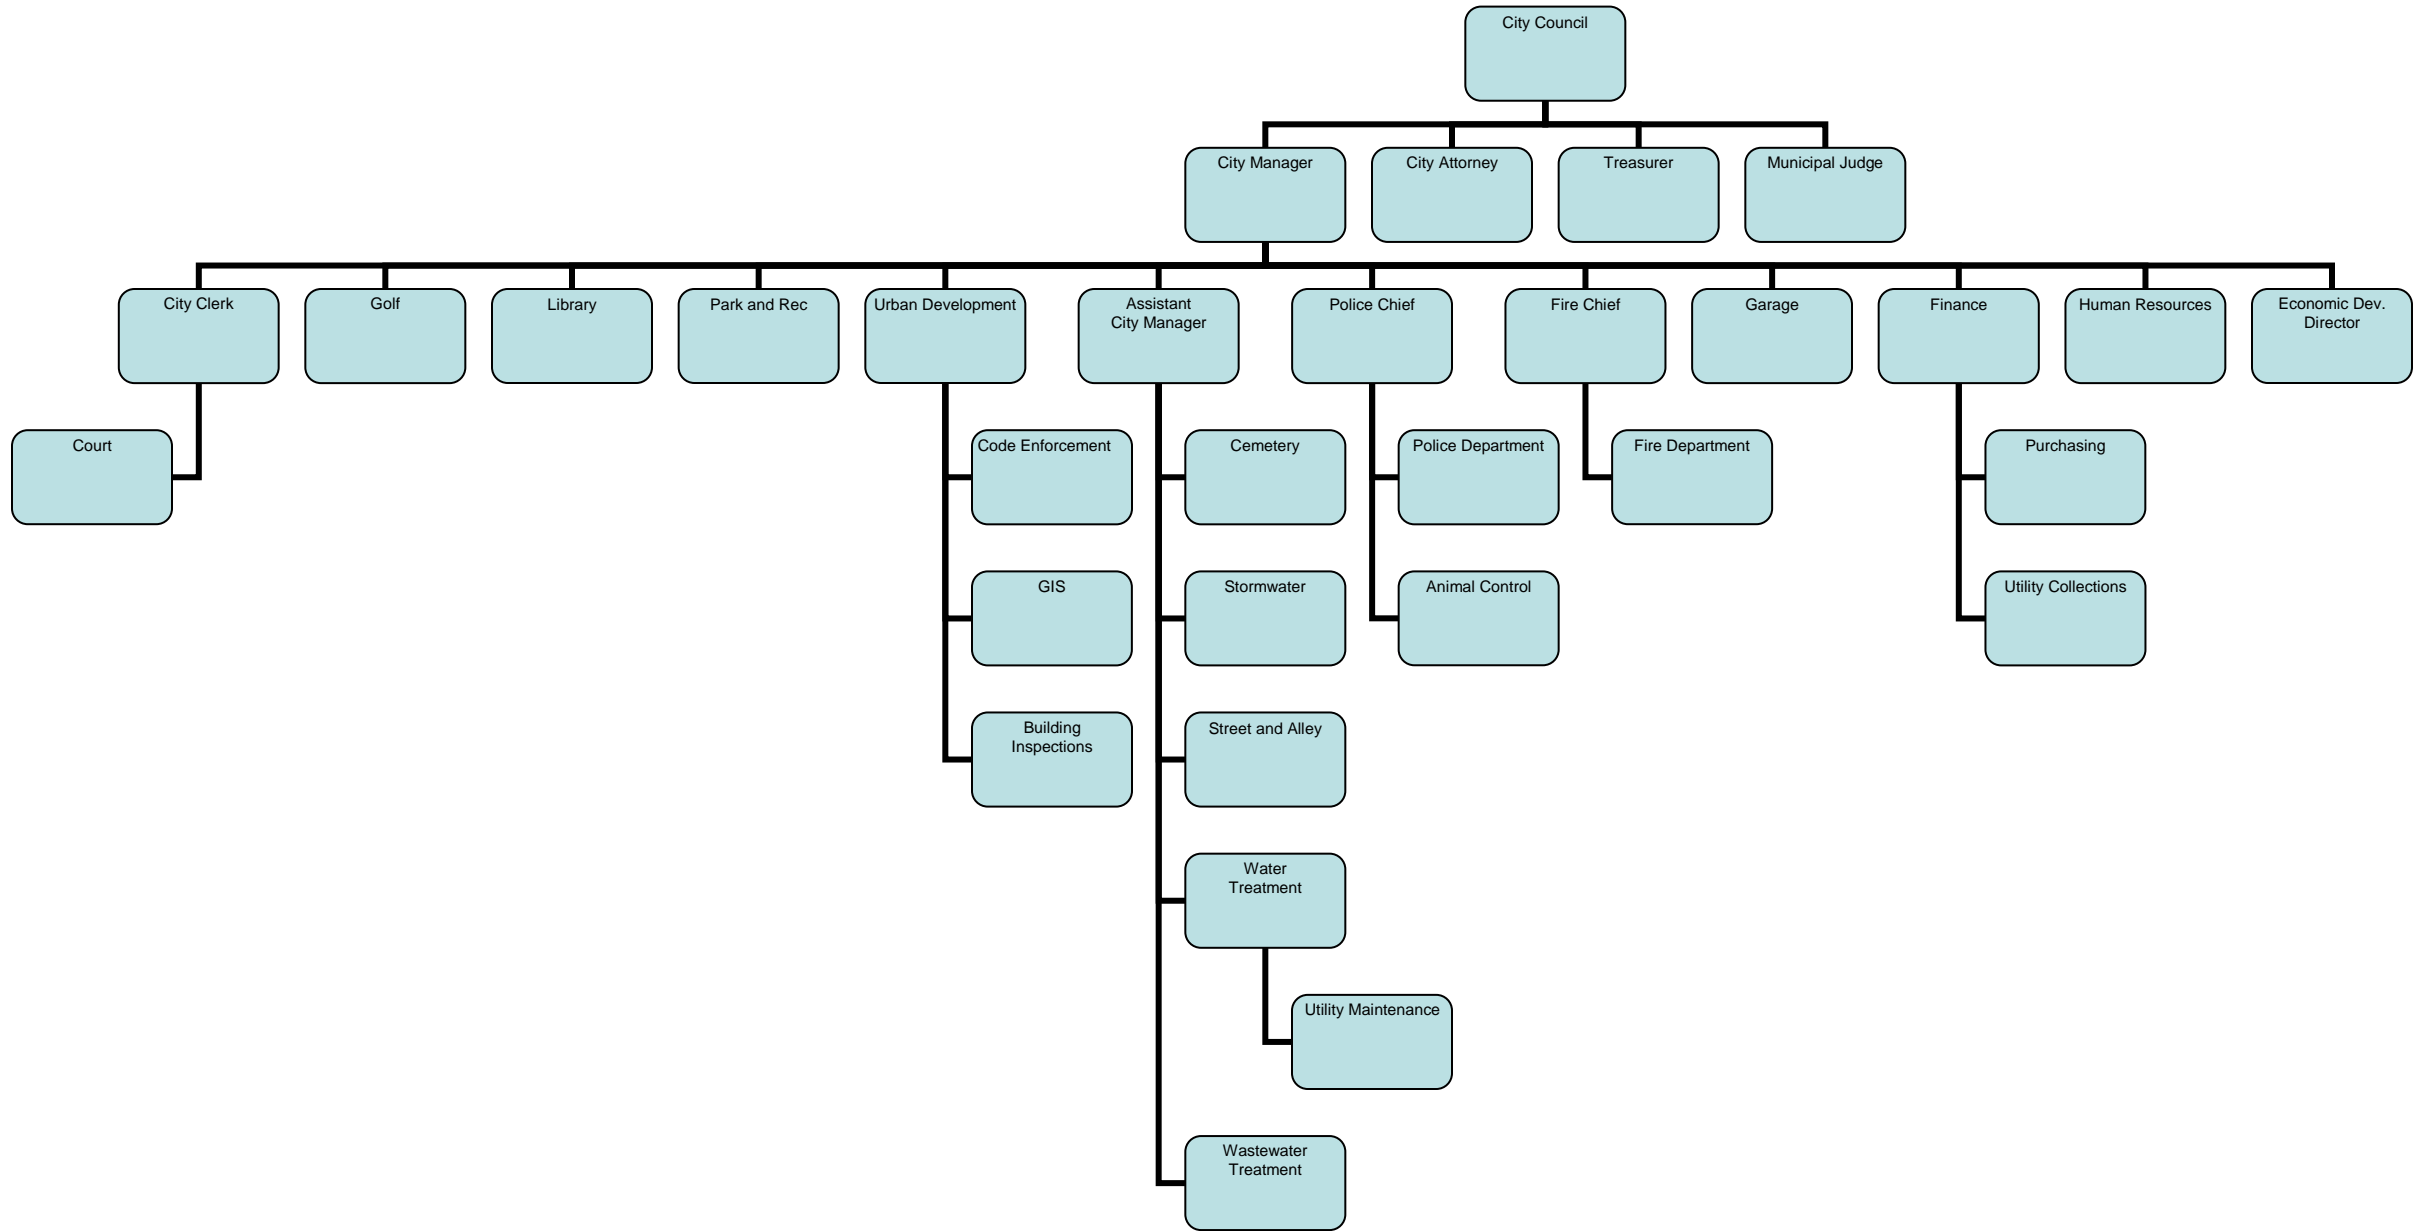 City Council
City Manager
City Attorney
Treasurer
Municipal Judge
City Clerk
Golf
Library
Park and Rec
Urban Development
Assistant
City Manager
Police Chief
Fire Chief
Garage
Finance
Human Resources
Economic Dev.
Director
Court
Code Enforcement
Cemetery
Police Department
Fire Department
Purchasing
GIS
Stormwater
Animal Control
Utility Collections
Building
Inspections
Street and Alley
Water
Treatment
Utility Maintenance
Wastewater
Treatment